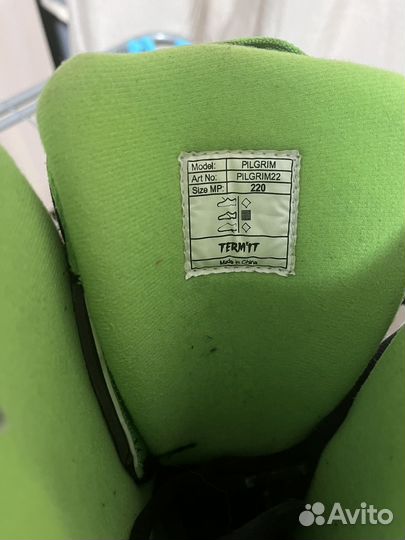 Model: PILGRIM
Art No: PILGRIM22
Size MP: 220
TERMIT
Made in China
Avito